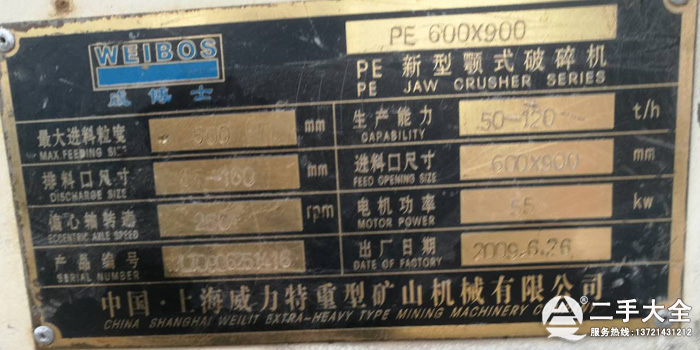 WEIBOS
威博士
PE 600X900
PE 新型颚式破碎机
PE JAW CRUSHER SERIES
最大进料粒度 500 mm
MAX.FEEDING SIZE
生产能力 50-120 t/h
CAPABILITY
排料口尺寸 mm
DISCHARGE SIZE
进料口尺寸 600X900 mm
FEED OPENING SIZE
偏心轴转速 rpm
ECCENTRIC AXLE SPEED
电机功率 55 kw
MOTOR POWER
产品编号
SERIAL NUMBER
出厂日期 2009.6.26
DATE OF FACTORY
中国·上海威力特重型矿山机械有限公司
CHINA SHANGHAI WEILIT EXTRA-HEAVY TYPE MINING MACHINERY
二手大全
服务热线:13721431212